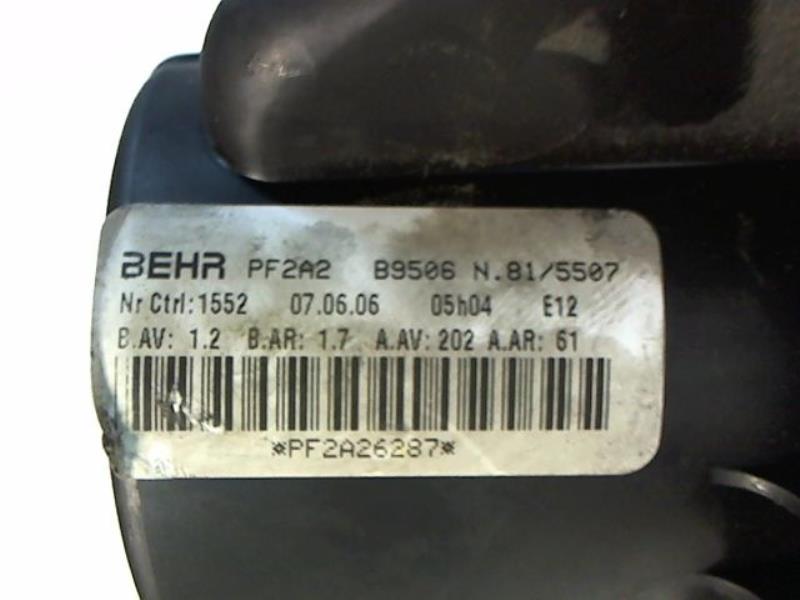 BEHR PF2A2 B9506 N.81/5507
Nr Ctrl:1552 07.06.06 05h04 E12
B.AV: 1.2 B.AR: 1.7 A.AV: 202 A.AR: 61
*PF2A26287*